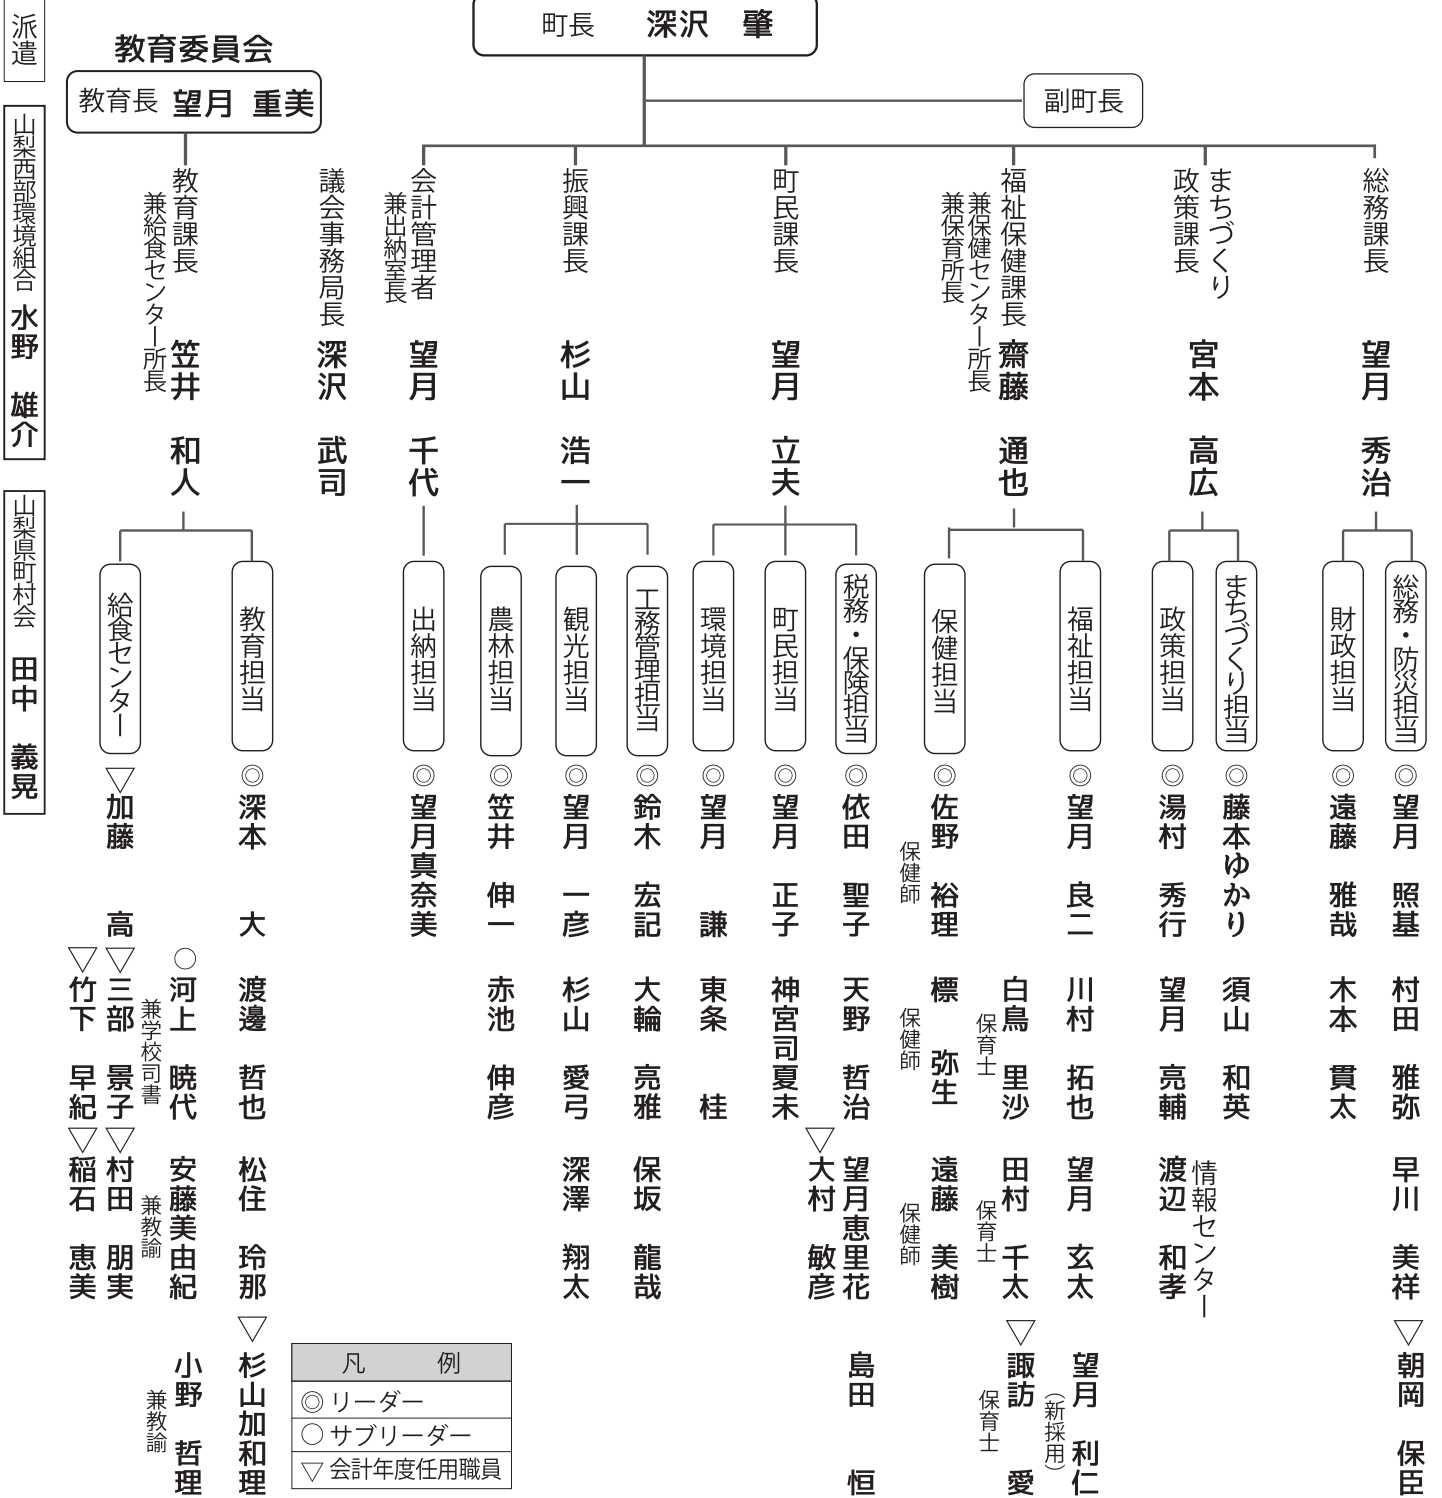 町長 深沢 肇
副町長
総務課長 望月 秀治
総務・防災担当
◎望月 照基
村田 雅弥
早川 美祥
▽朝岡 保臣
財政担当
◎遠藤 雅哉
木本 貫太
まちづくり
政策課長
宮本 高広
まちづくり担当
◎藤本ゆかり
須山 和英
政策担当
◎湯村 秀行
望月 亮輔
情報センター
渡辺 和孝
福祉保健課長
兼保健センター所長
兼保育所長
齋藤 通也
福祉担当
◎望月 良二
川村 拓也
望月 玄太
望月 利仁
(新採用)
白鳥 里沙
保育士
田村 千太
保育士
▽諏訪 愛
保育士
保健担当
◎佐野 裕理
保健師
標 弥生
保健師
遠藤 美樹
保健師
町民課長 望月 立夫
税務・保険担当
◎依田 聖子
天野 哲治
望月恵里花
島田 恒
▽大村 敏彦
町民担当
◎望月 正子
神宮司夏未
環境担当
◎望月 謙
東条 桂
振興課長 杉山 浩一
工務管理担当
◎鈴木 宏記
大輪 亮雅
保坂 龍哉
観光担当
◎望月 一彦
杉山 愛弓
深澤 翔太
農林担当
◎笠井 伸一
赤池 伸彦
会計管理者
兼出納室長
望月 千代
出納担当
◎望月真奈美
議会事務局長 深沢 武司
教育委員会
教育長 望月 重美
教育課長
兼給食センター所長
笠井 和人
教育担当
◎深本 大
渡邊 哲也
松住 玲那
▽杉山加和理
○河上 暁代
兼学校司書
安藤美由紀
兼教諭
小野 哲理
兼教諭
給食センター
▽加藤 高
▽三部 景子
▽村田 朋実
▽竹下 早紀
▽稲石 恵美
派遣
山梨西部環境組合 水野 雄介
山梨県町村会 田中 義晃
凡 例
◎リーダー
○サブリーダー
▽会計年度任用職員